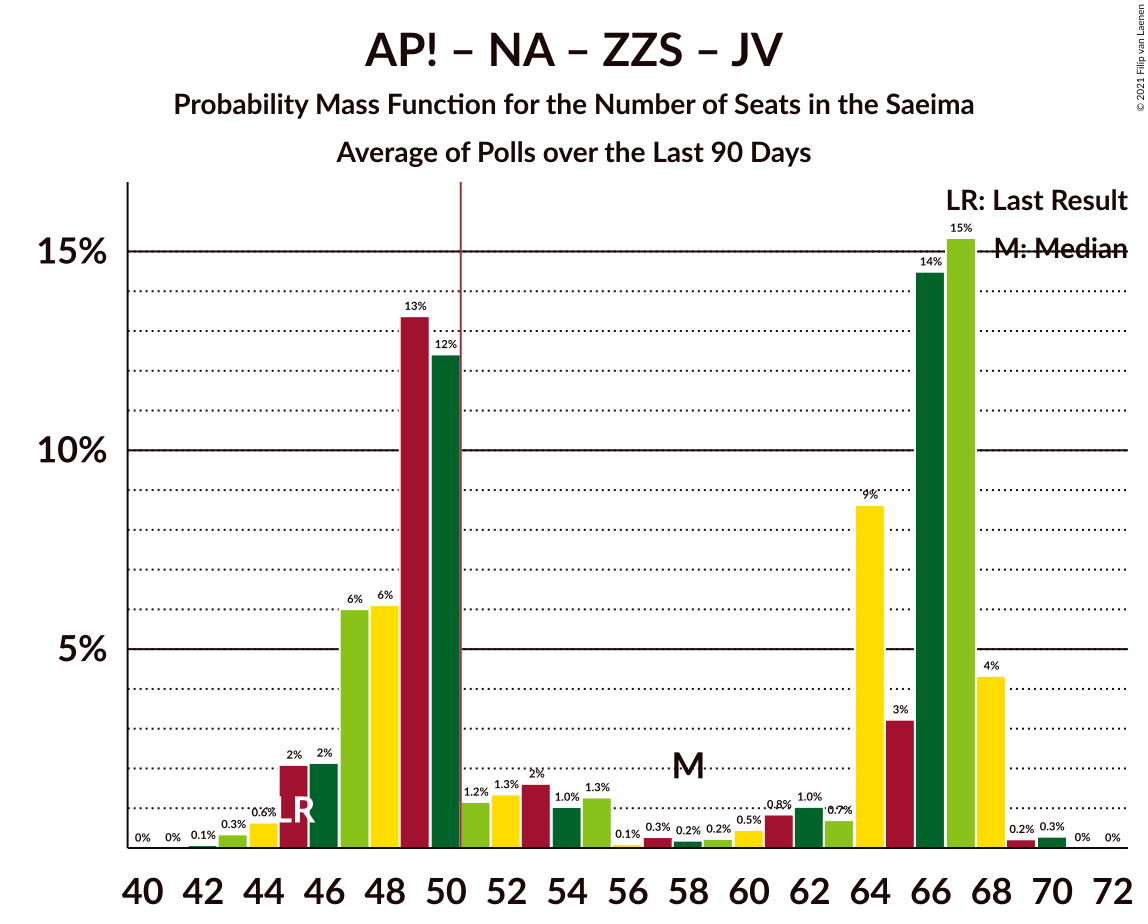 AP! – NA – ZZS – JV
Probability Mass Function for the Number of Seats in the Saeima
Average of Polls over the Last 90 Days
© 2021 Filip van Laenen
LR: Last Result
M: Median
15%
10%
5%
0% 0% 0.1% 0.3% 0.6% 2% 2% 6% 6% 13% 12% 1.2% 1.3% 2% 1.0% 1.3% 0.1% 0.3% 0.2% 0.2% 0.5% 0.8% 1.0% 0.7% 9% 3% 14% 15% 4% 0.2% 0.3% 0% 0%
LR
M
40 42 44 46 48 50 52 54 56 58 60 62 64 66 68 70 72